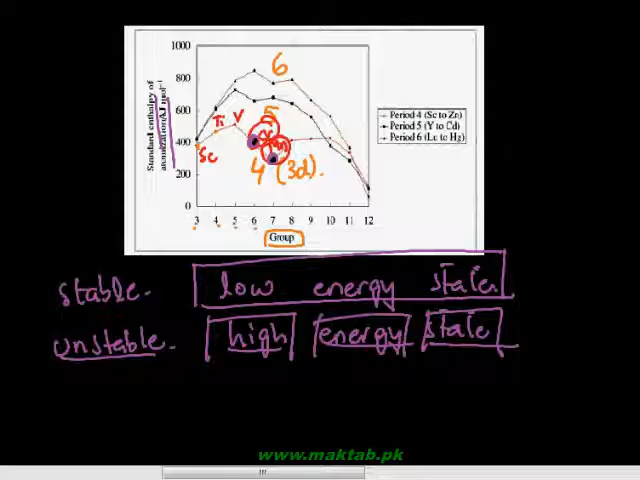 1000
800
600
400
200
0
Standard enthalpy of
atomization/kJ mol⁻¹
6
5
4 (3d).
Sc
Ti
V
Cr
Mn
3 4 5 6 7 8 9 10 11 12
Group
Period 4 (Sc to Zn)
Period 5 (Y to Cd)
Period 6 (Lu to Hg)
stable. low energy state
unstable. high energy state
www.maktab.pk